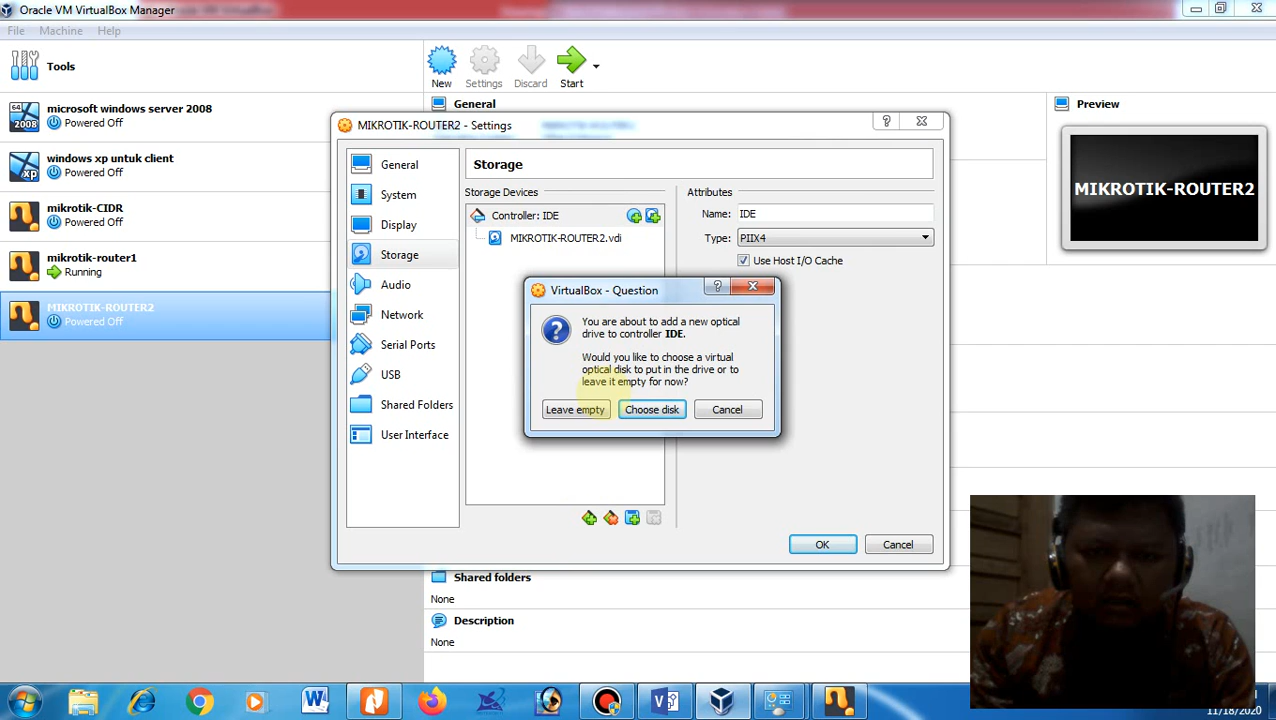 Oracle VM VirtualBox Manager
File Machine Help
Tools
New Settings Discard Start
microsoft windows server 2008
Powered Off
windows xp untuk client
Powered Off
mikrotik-CIDR
Powered Off
mikrotik-router1
Running
MIKROTIK-ROUTER2
Powered Off
General
Preview
MIKROTIK-ROUTER2
MIKROTIK-ROUTER2 - Settings
General
System
Display
Storage
Audio
Network
Serial Ports
USB
Shared Folders
User Interface
Storage
Storage Devices
Controller: IDE
MIKROTIK-ROUTER2.vdi
Attributes
Name: IDE
Type: PIIX4
Use Host I/O Cache
VirtualBox - Question
You are about to add a new optical
drive to controller IDE.
Would you like to choose a virtual
optical disk to put in the drive or to
leave it empty for now?
Leave empty Choose disk Cancel
OK Cancel
Shared folders
None
Description
None
11/18/2020